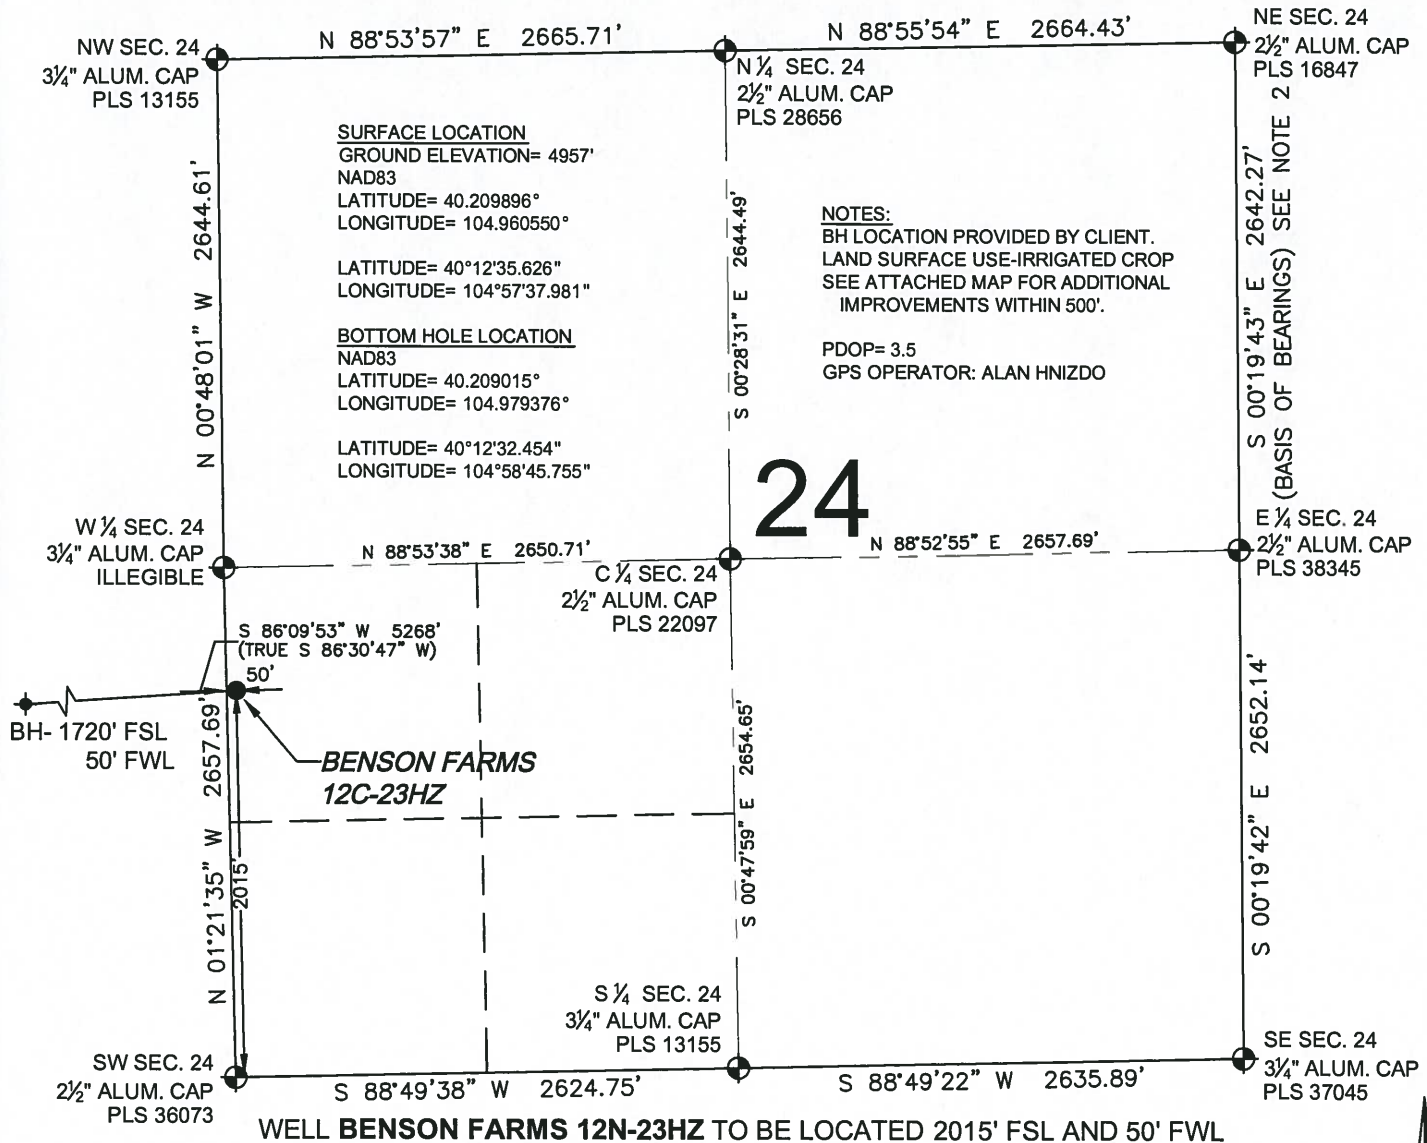 NW SEC. 24
3¼" ALUM. CAP
PLS 13155
N 88°53'57" E 2665.71'
N 88°55'54" E 2664.43'
NE SEC. 24
2½" ALUM. CAP
PLS 16847
N ¼ SEC. 24
2½" ALUM. CAP
PLS 28656
SURFACE LOCATION
GROUND ELEVATION= 4957'
NAD83
LATITUDE= 40.209896°
LONGITUDE= 104.960550°
LATITUDE= 40°12'35.626"
LONGITUDE= 104°57'37.981"
BOTTOM HOLE LOCATION
NAD83
LATITUDE= 40.209015°
LONGITUDE= 104.979376°
LATITUDE= 40°12'32.454"
LONGITUDE= 104°58'45.755"
NOTES:
BH LOCATION PROVIDED BY CLIENT.
LAND SURFACE USE-IRRIGATED CROP
SEE ATTACHED MAP FOR ADDITIONAL
IMPROVEMENTS WITHIN 500'.
PDOP= 3.5
GPS OPERATOR: ALAN HNIZDO
N 00°48'01" W 2644.61'
S 00°28'31" E 2644.49'
S 00°19'43" E 2642.27'
(BASIS OF BEARINGS) SEE NOTE 2
24
W ¼ SEC. 24
3¼" ALUM. CAP
ILLEGIBLE
N 88°53'38" E 2650.71'
N 88°52'55" E 2657.69'
E ¼ SEC. 24
2½" ALUM. CAP
PLS 38345
C ¼ SEC. 24
2½" ALUM. CAP
PLS 22097
S 86°09'53" W 5268'
(TRUE S 86°30'47" W)
50'
BH- 1720' FSL
50' FWL
BENSON FARMS
12C-23HZ
N 01°21'35" W 2657.69'
2015'
S 00°47'59" E 2654.65'
S 00°19'42" E 2652.14'
S ¼ SEC. 24
3¼" ALUM. CAP
PLS 13155
SW SEC. 24
2½" ALUM. CAP
PLS 36073
S 88°49'38" W 2624.75'
S 88°49'22" W 2635.89'
SE SEC. 24
3¼" ALUM. CAP
PLS 37045
WELL BENSON FARMS 12N-23HZ TO BE LOCATED 2015' FSL AND 50' FWL